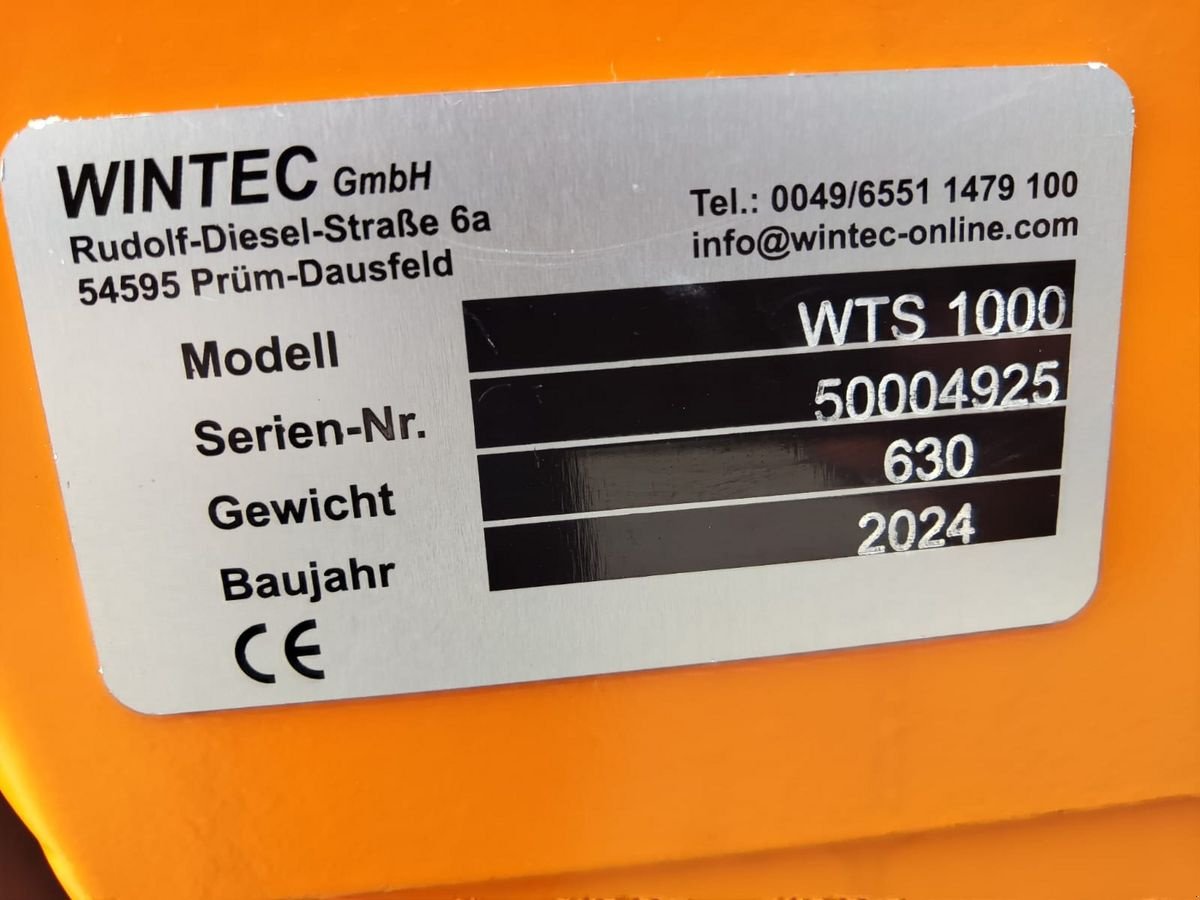 WINTEC GmbH
Rudolf-Diesel-Straße 6a
54595 Prüm-Dausfeld
Tel.: 0049/6551 1479 100
info@wintec-online.com
Modell WTS 1000
Serien-Nr. 50004925
Gewicht 630
Baujahr 2024
CE